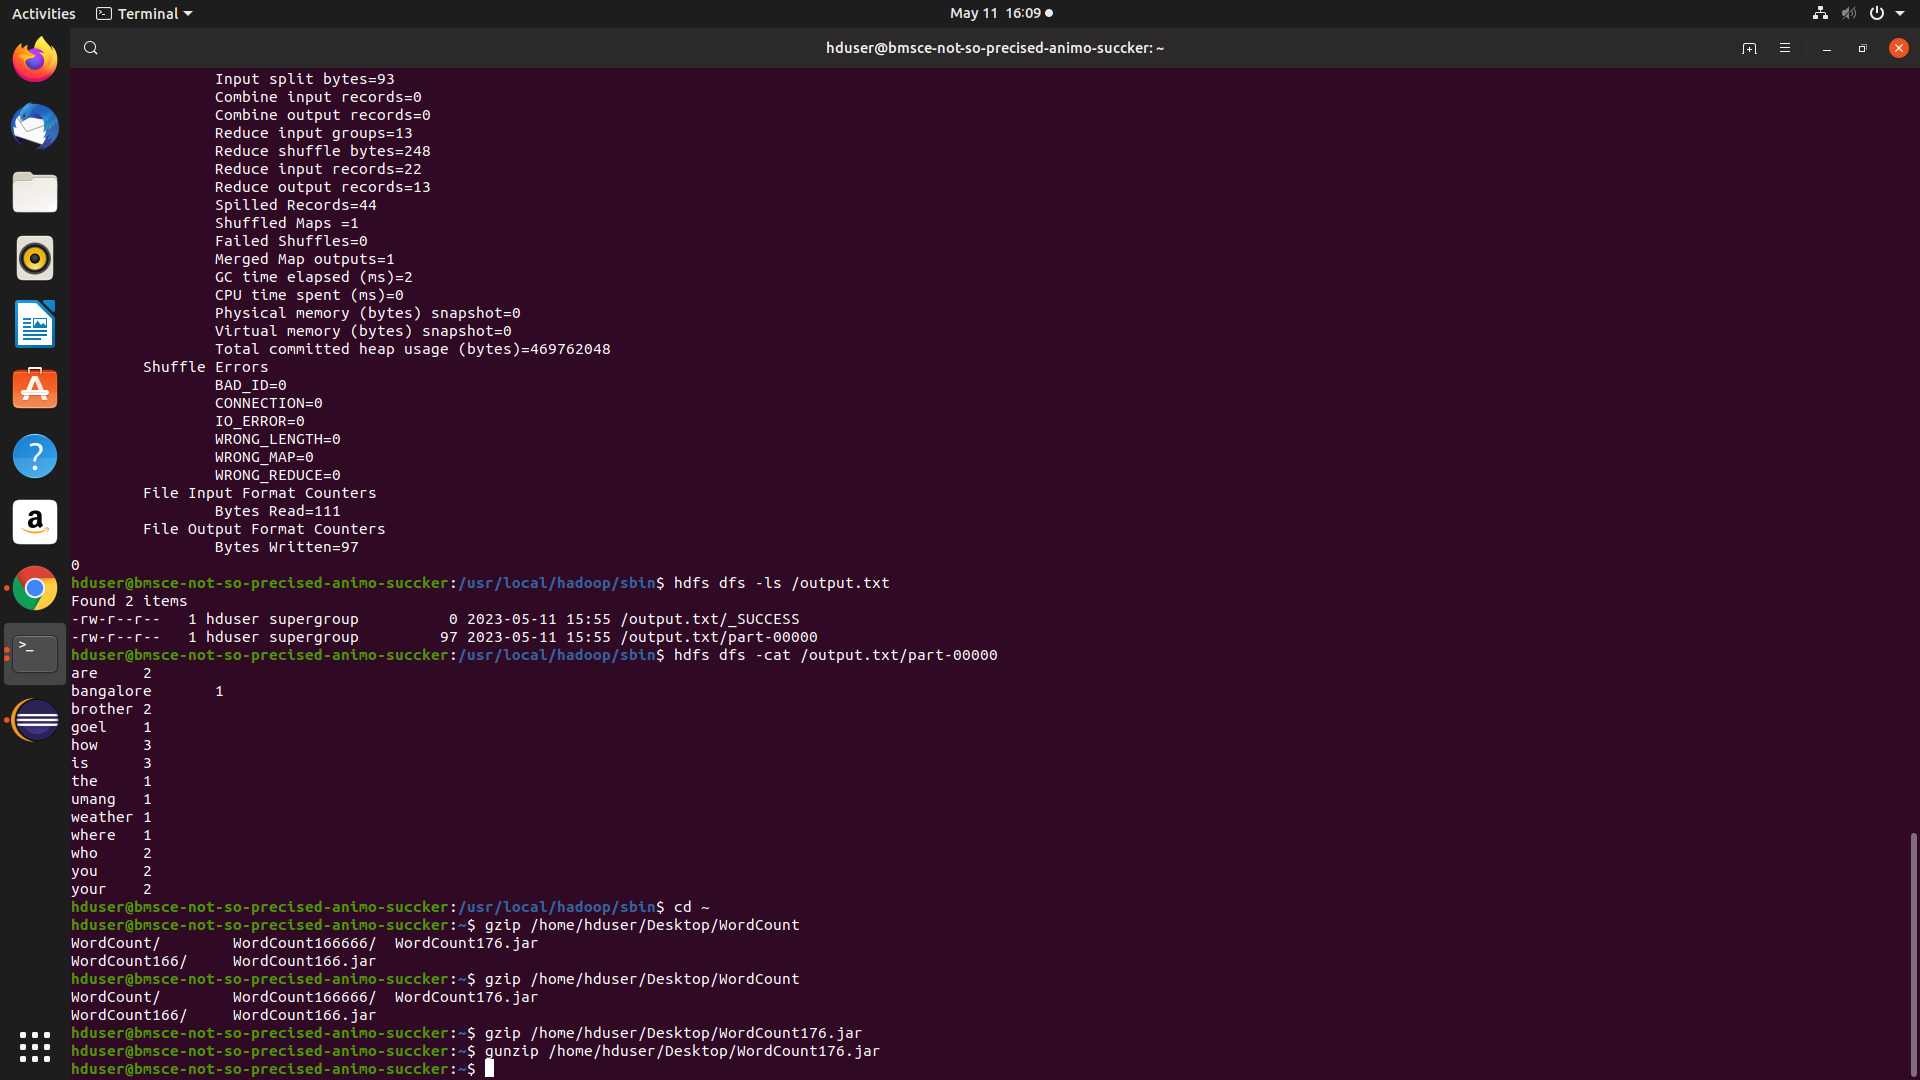 Activities Terminal May 11 16:09
hduser@bmsce-not-so-precised-animo-succker: ~
Input split bytes=93
Combine input records=0
Combine output records=0
Reduce input groups=13
Reduce shuffle bytes=248
Reduce input records=22
Reduce output records=13
Spilled Records=44
Shuffled Maps =1
Failed Shuffles=0
Merged Map outputs=1
GC time elapsed (ms)=2
CPU time spent (ms)=0
Physical memory (bytes) snapshot=0
Virtual memory (bytes) snapshot=0
Total committed heap usage (bytes)=469762048
Shuffle Errors
BAD_ID=0
CONNECTION=0
IO_ERROR=0
WRONG_LENGTH=0
WRONG_MAP=0
WRONG_REDUCE=0
File Input Format Counters
Bytes Read=111
File Output Format Counters
Bytes Written=97
0
hduser@bmsce-not-so-precised-animo-succker:/usr/local/hadoop/sbin$ hdfs dfs -ls /output.txt
Found 2 items
-rw-r--r--   1 hduser supergroup          0 2023-05-11 15:55 /output.txt/_SUCCESS
-rw-r--r--   1 hduser supergroup         97 2023-05-11 15:55 /output.txt/part-00000
hduser@bmsce-not-so-precised-animo-succker:/usr/local/hadoop/sbin$ hdfs dfs -cat /output.txt/part-00000
are     2
bangalore       1
brother 2
goel    1
how     3
is      3
the     1
umang   1
weather 1
where   1
who     2
you     2
your    2
hduser@bmsce-not-so-precised-animo-succker:/usr/local/hadoop/sbin$ cd ~
hduser@bmsce-not-so-precised-animo-succker:~$ gzip /home/hduser/Desktop/WordCount
WordCount/        WordCount166666/  WordCount176.jar
WordCount166/     WordCount166.jar
hduser@bmsce-not-so-precised-animo-succker:~$ gzip /home/hduser/Desktop/WordCount
WordCount/        WordCount166666/  WordCount176.jar
WordCount166/     WordCount166.jar
hduser@bmsce-not-so-precised-animo-succker:~$ gzip /home/hduser/Desktop/WordCount176.jar
hduser@bmsce-not-so-precised-animo-succker:~$ gunzip /home/hduser/Desktop/WordCount176.jar
hduser@bmsce-not-so-precised-animo-succker:~$